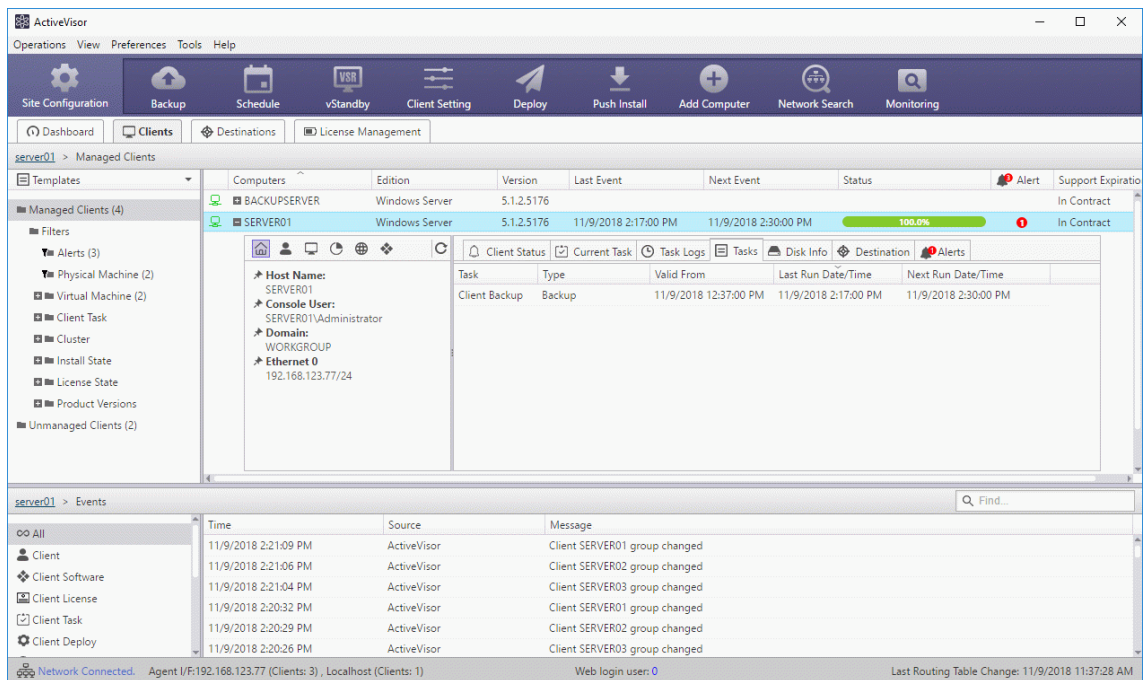 ActiveVisor
Operations View Preferences Tools Help
Site Configuration Backup Schedule vStandby Client Setting Deploy Push Install Add Computer Network Search Monitoring
VSR
Dashboard Clients Destinations License Management
server01 > Managed Clients
Templates
Managed Clients (4)
Filters
Alerts (3)
Physical Machine (2)
Virtual Machine (2)
Client Task
Cluster
Install State
License State
Product Versions
Unmanaged Clients (2)
Computers Edition Version Last Event Next Event Status 3 Alert Support Expiratio
BACKUPSERVER Windows Server 5.1.2.5176 In Contract
SERVER01 Windows Server 5.1.2.5176 11/9/2018 2:17:00 PM 11/9/2018 2:30:00 PM 100.0% 1 In Contract
Host Name:
SERVER01
Console User:
SERVER01\Administrator
Domain:
WORKGROUP
Ethernet 0
192.168.123.77/24
Client Status Current Task Task Logs Tasks Disk Info Destination 1 Alerts
Task Type Valid From Last Run Date/Time Next Run Date/Time
Client Backup Backup 11/9/2018 12:37:00 PM 11/9/2018 2:17:00 PM 11/9/2018 2:30:00 PM
server01 > Events
Find...
All
Client
Client Software
Client License
Client Task
Client Deploy
Time Source Message
11/9/2018 2:21:09 PM ActiveVisor Client SERVER01 group changed
11/9/2018 2:21:06 PM ActiveVisor Client SERVER02 group changed
11/9/2018 2:21:04 PM ActiveVisor Client SERVER03 group changed
11/9/2018 2:20:32 PM ActiveVisor Client SERVER01 group changed
11/9/2018 2:20:29 PM ActiveVisor Client SERVER02 group changed
11/9/2018 2:20:26 PM ActiveVisor Client SERVER03 group changed
Network Connected. Agent I/F:192.168.123.77 (Clients: 3) , Localhost (Clients: 1) Web login user: 0 Last Routing Table Change: 11/9/2018 11:37:28 AM